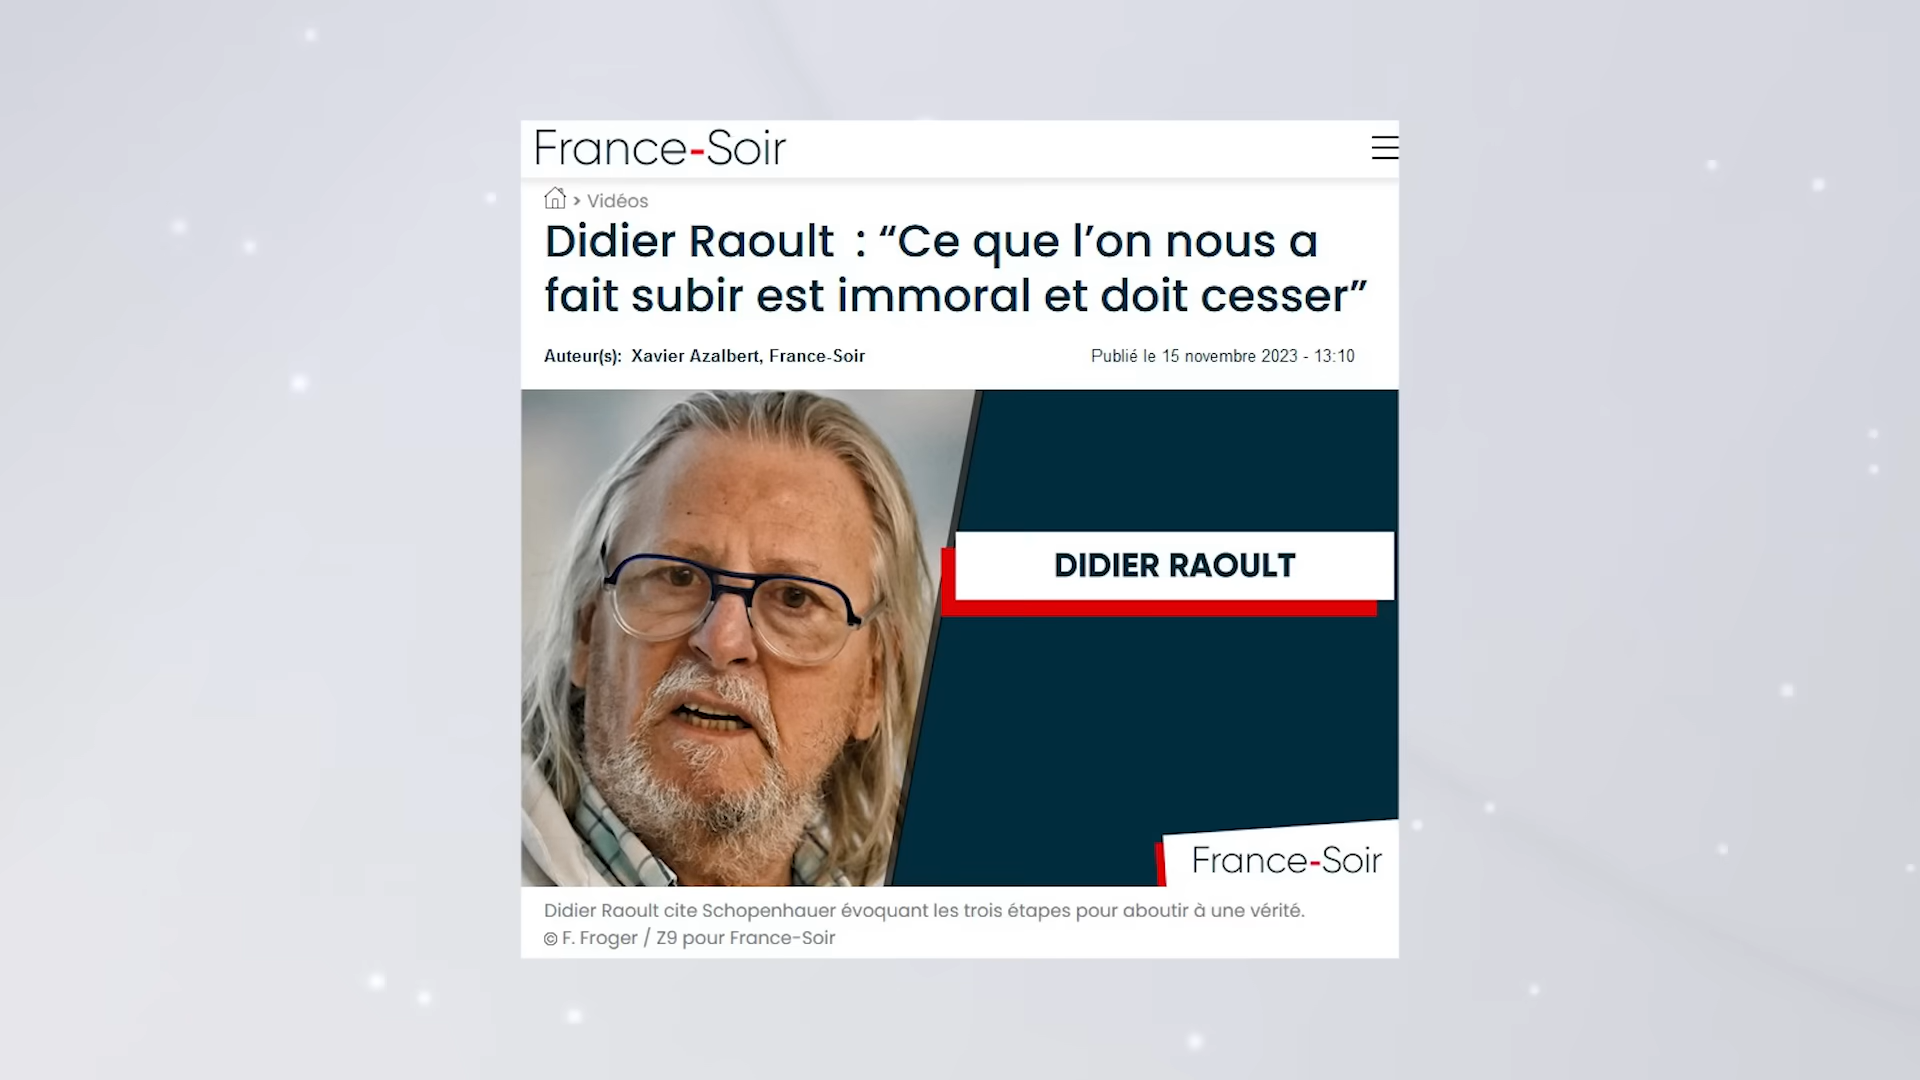 France-Soir
> Vidéos
Didier Raoult : “Ce que l’on nous a
fait subir est immoral et doit cesser”
Auteur(s): Xavier Azalbert, France-Soir
Publié le 15 novembre 2023 - 13:10
DIDIER RAOULT
France-Soir
Didier Raoult cite Schopenhauer évoquant les trois étapes pour aboutir à une vérité.
© F. Froger / Z9 pour France-Soir